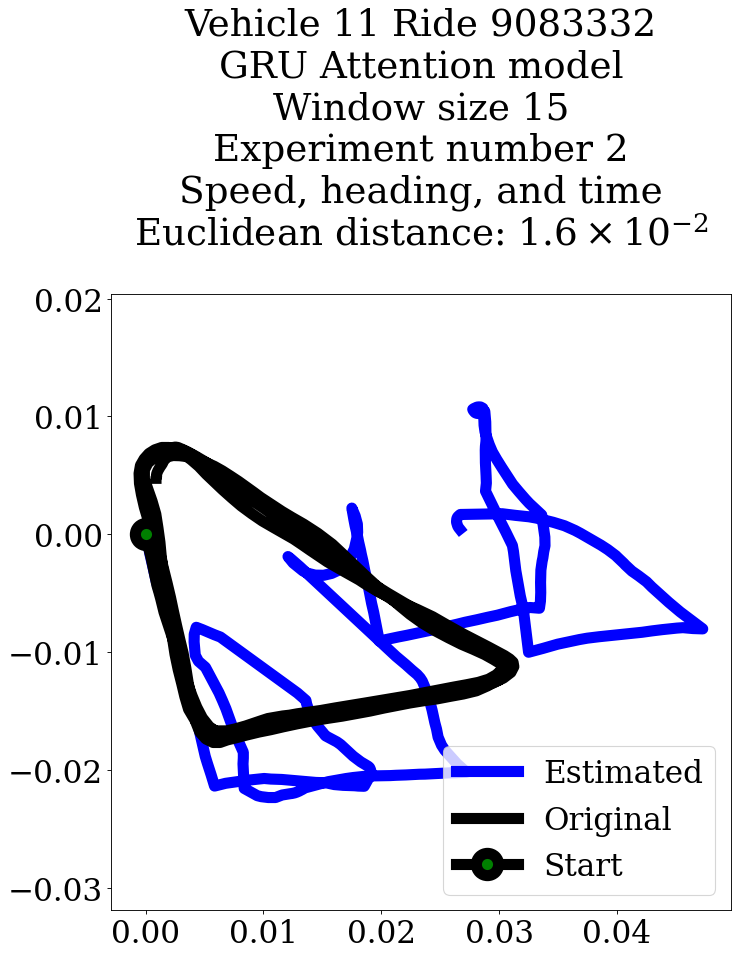 Vehicle 11 Ride 9083332
GRU Attention model
Window size 15
Experiment number 2
Speed, heading, and time
Euclidean distance: 1.6 × 10⁻²
0.02
0.01
0.00
−0.01
−0.02
−0.03
Estimated
Original
Start
0.00 0.01 0.02 0.03 0.04